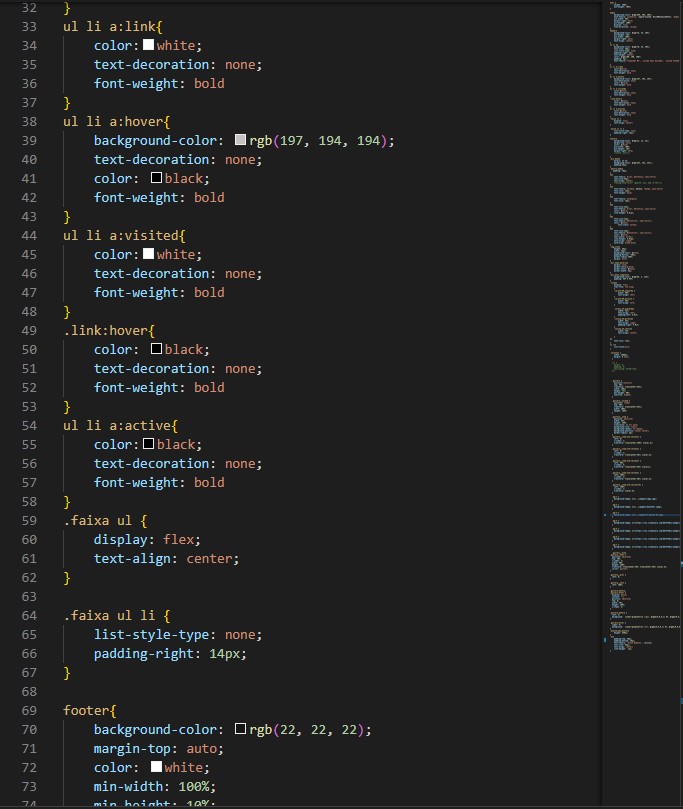 32 }
33 ul li a:link{
34 color: white;
35 text-decoration: none;
36 font-weight: bold
37 }
38 ul li a:hover{
39 background-color: rgb(197, 194, 194);
40 text-decoration: none;
41 color: black;
42 font-weight: bold
43 }
44 ul li a:visited{
45 color: white;
46 text-decoration: none;
47 font-weight: bold
48 }
49 .link:hover{
50 color: black;
51 text-decoration: none;
52 font-weight: bold
53 }
54 ul li a:active{
55 color: black;
56 text-decoration: none;
57 font-weight: bold
58 }
59 .faixa ul {
60 display: flex;
61 text-align: center;
62 }
63
64 .faixa ul li {
65 list-style-type: none;
66 padding-right: 14px;
67 }
68
69 footer{
70 background-color: rgb(22, 22, 22);
71 margin-top: auto;
72 color: white;
73 min-width: 100%;
74 min-height: 10%;